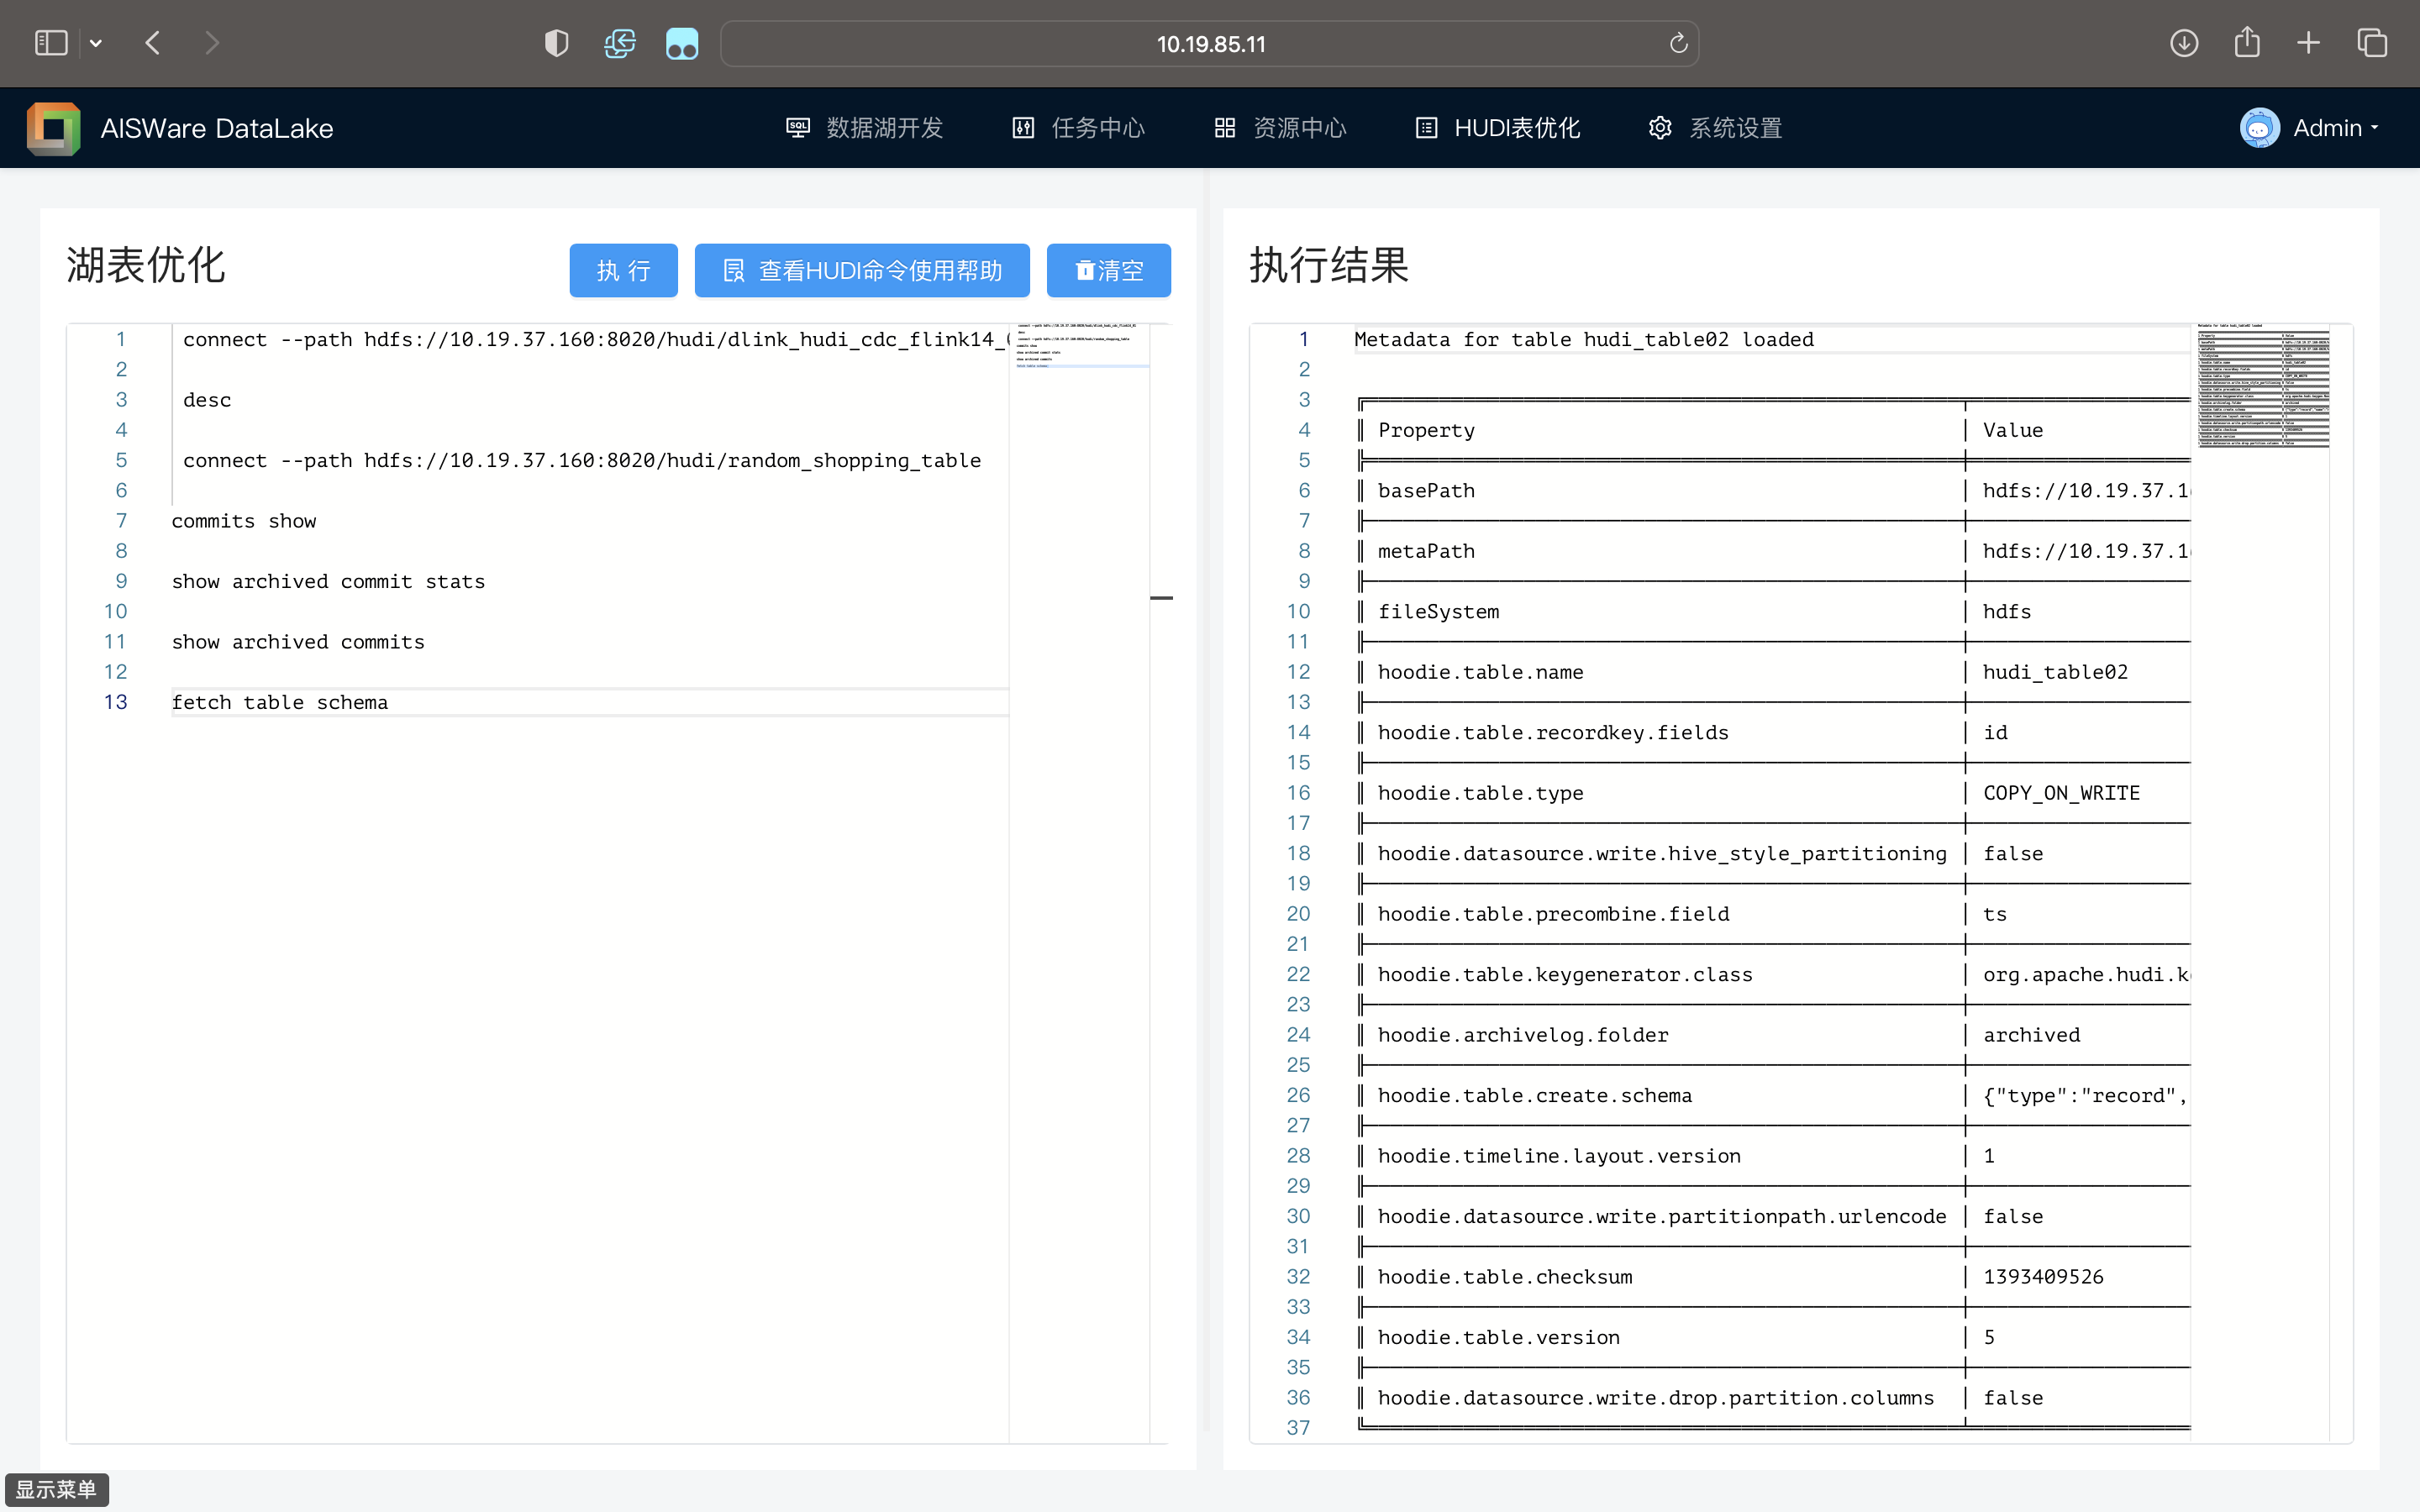 10.19.85.11
AISWare DataLake
SQL 数据湖开发
任务中心
资源中心
HUDI表优化
系统设置
Admin
湖表优化
执 行
查看HUDI命令使用帮助
清空
1 connect --path hdfs://10.19.37.160:8020/hudi/dlink_hudi_cdc_flink14_
2
3 desc
4
5 connect --path hdfs://10.19.37.160:8020/hudi/random_shopping_table
6
7 commits show
8
9 show archived commit stats
10
11 show archived commits
12
13 fetch table schema
执行结果
1 Metadata for table hudi_table02 loaded
2
3
4 Property | Value
5
6 basePath | hdfs://10.19.37.1
7
8 metaPath | hdfs://10.19.37.1
9
10 fileSystem | hdfs
11
12 hoodie.table.name | hudi_table02
13
14 hoodie.table.recordkey.fields | id
15
16 hoodie.table.type | COPY_ON_WRITE
17
18 hoodie.datasource.write.hive_style_partitioning | false
19
20 hoodie.table.precombine.field | ts
21
22 hoodie.table.keygenerator.class | org.apache.hudi.k
23
24 hoodie.archivelog.folder | archived
25
26 hoodie.table.create.schema | {"type":"record",
27
28 hoodie.timeline.layout.version | 1
29
30 hoodie.datasource.write.partitionpath.urlencode | false
31
32 hoodie.table.checksum | 1393409526
33
34 hoodie.table.version | 5
35
36 hoodie.datasource.write.drop.partition.columns | false
37
显示菜单